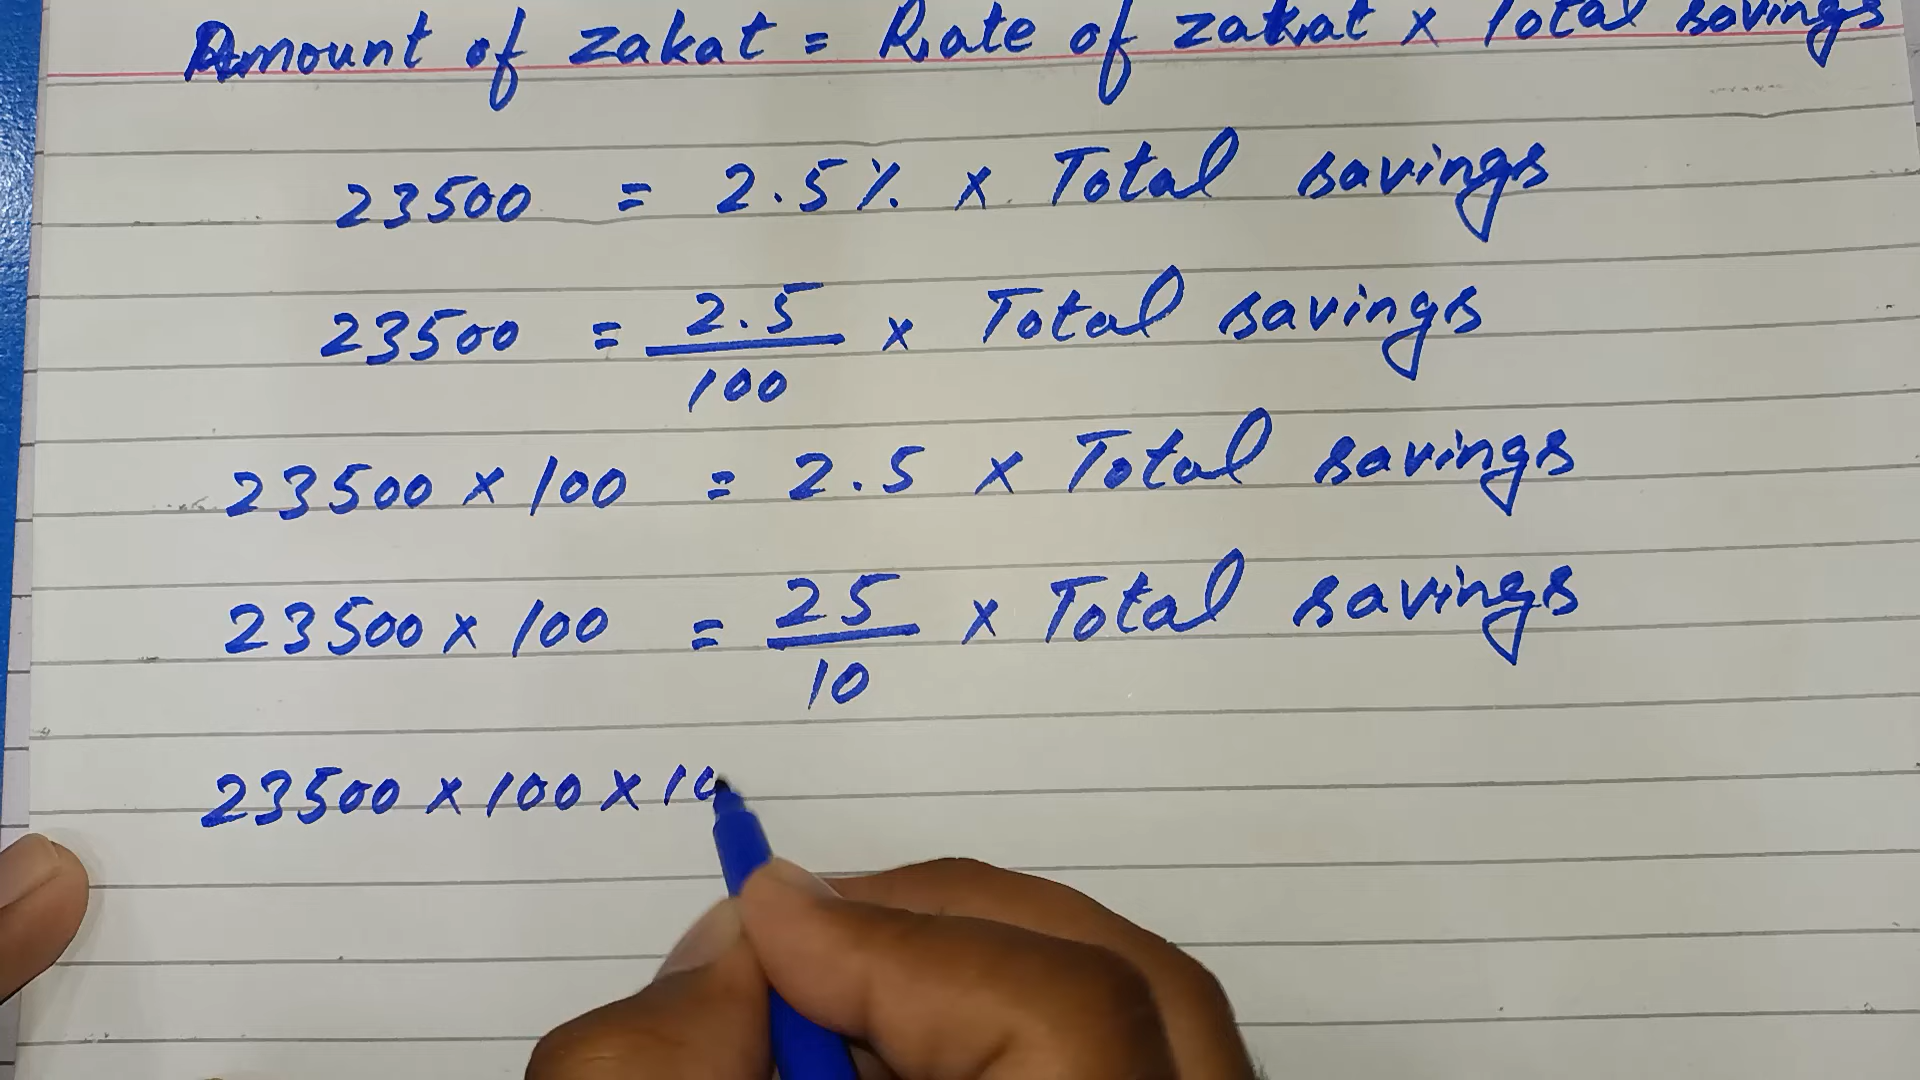 Amount of zakat = Rate of zakat × Total savings
23500 = 2.5% × Total savings
23500 = 2.5/100 × Total savings
23500 × 100 = 2.5 × Total savings
23500 × 100 = 25/10 × Total savings
23500 × 100 × 10